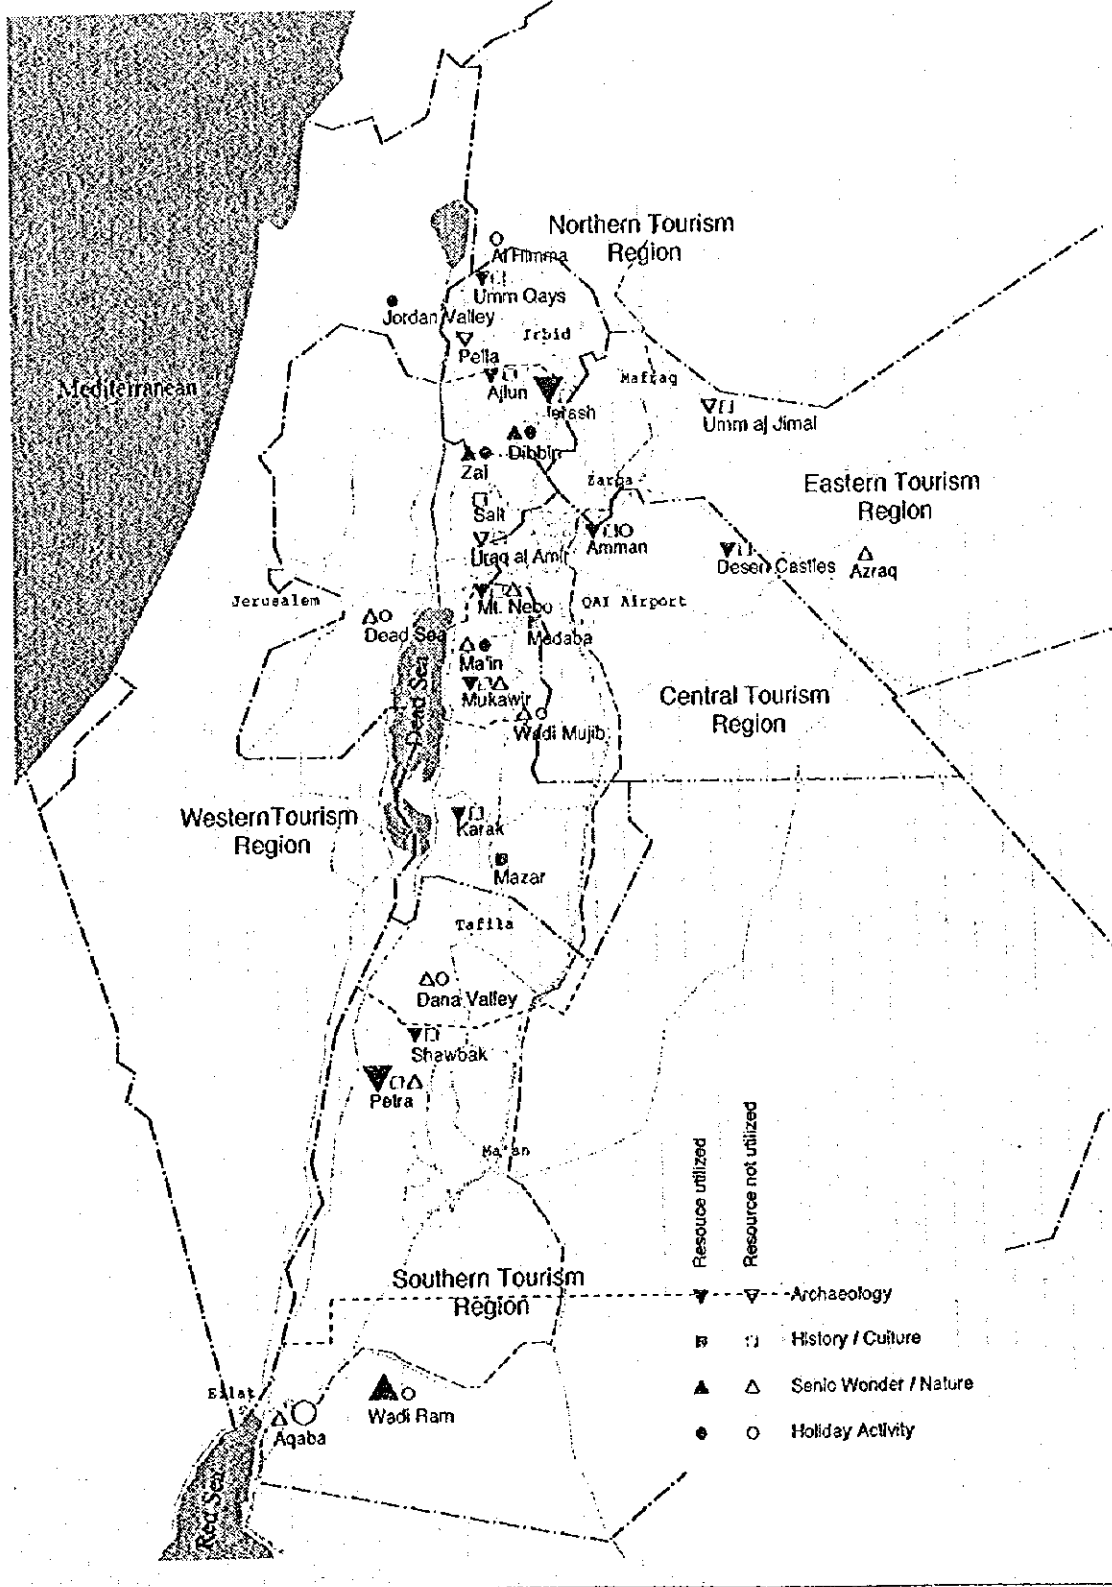 Northern Tourism
Region
Al Himma
Umm Qays
Jordan Valley
Irbid
Pella
Mediterranean
Ajlun
Mafraq
Jerash
Umm aj Jimal
Dibbin
Zai
Eastern Tourism
Region
Zarqa
Salt
Uraq al Amir
Amman
Desert Castles
Azraq
Jerusalem
Mt. Nebo
QAI Airport
Dead Sea
Madaba
Ma'in
Dead Sea
Mukawir
Central Tourism
Region
Wadi Mujib
Western Tourism
Region
Karak
Mazar
Tafila
Dana Valley
Shawbak
Petra
Ma'an
Resouce utilized
Resource not utilized
Southern Tourism
Region
Archaeology
History / Culture
Senic Wonder / Nature
Holiday Activity
Eilat
Aqaba
Wadi Ram
Red Sea